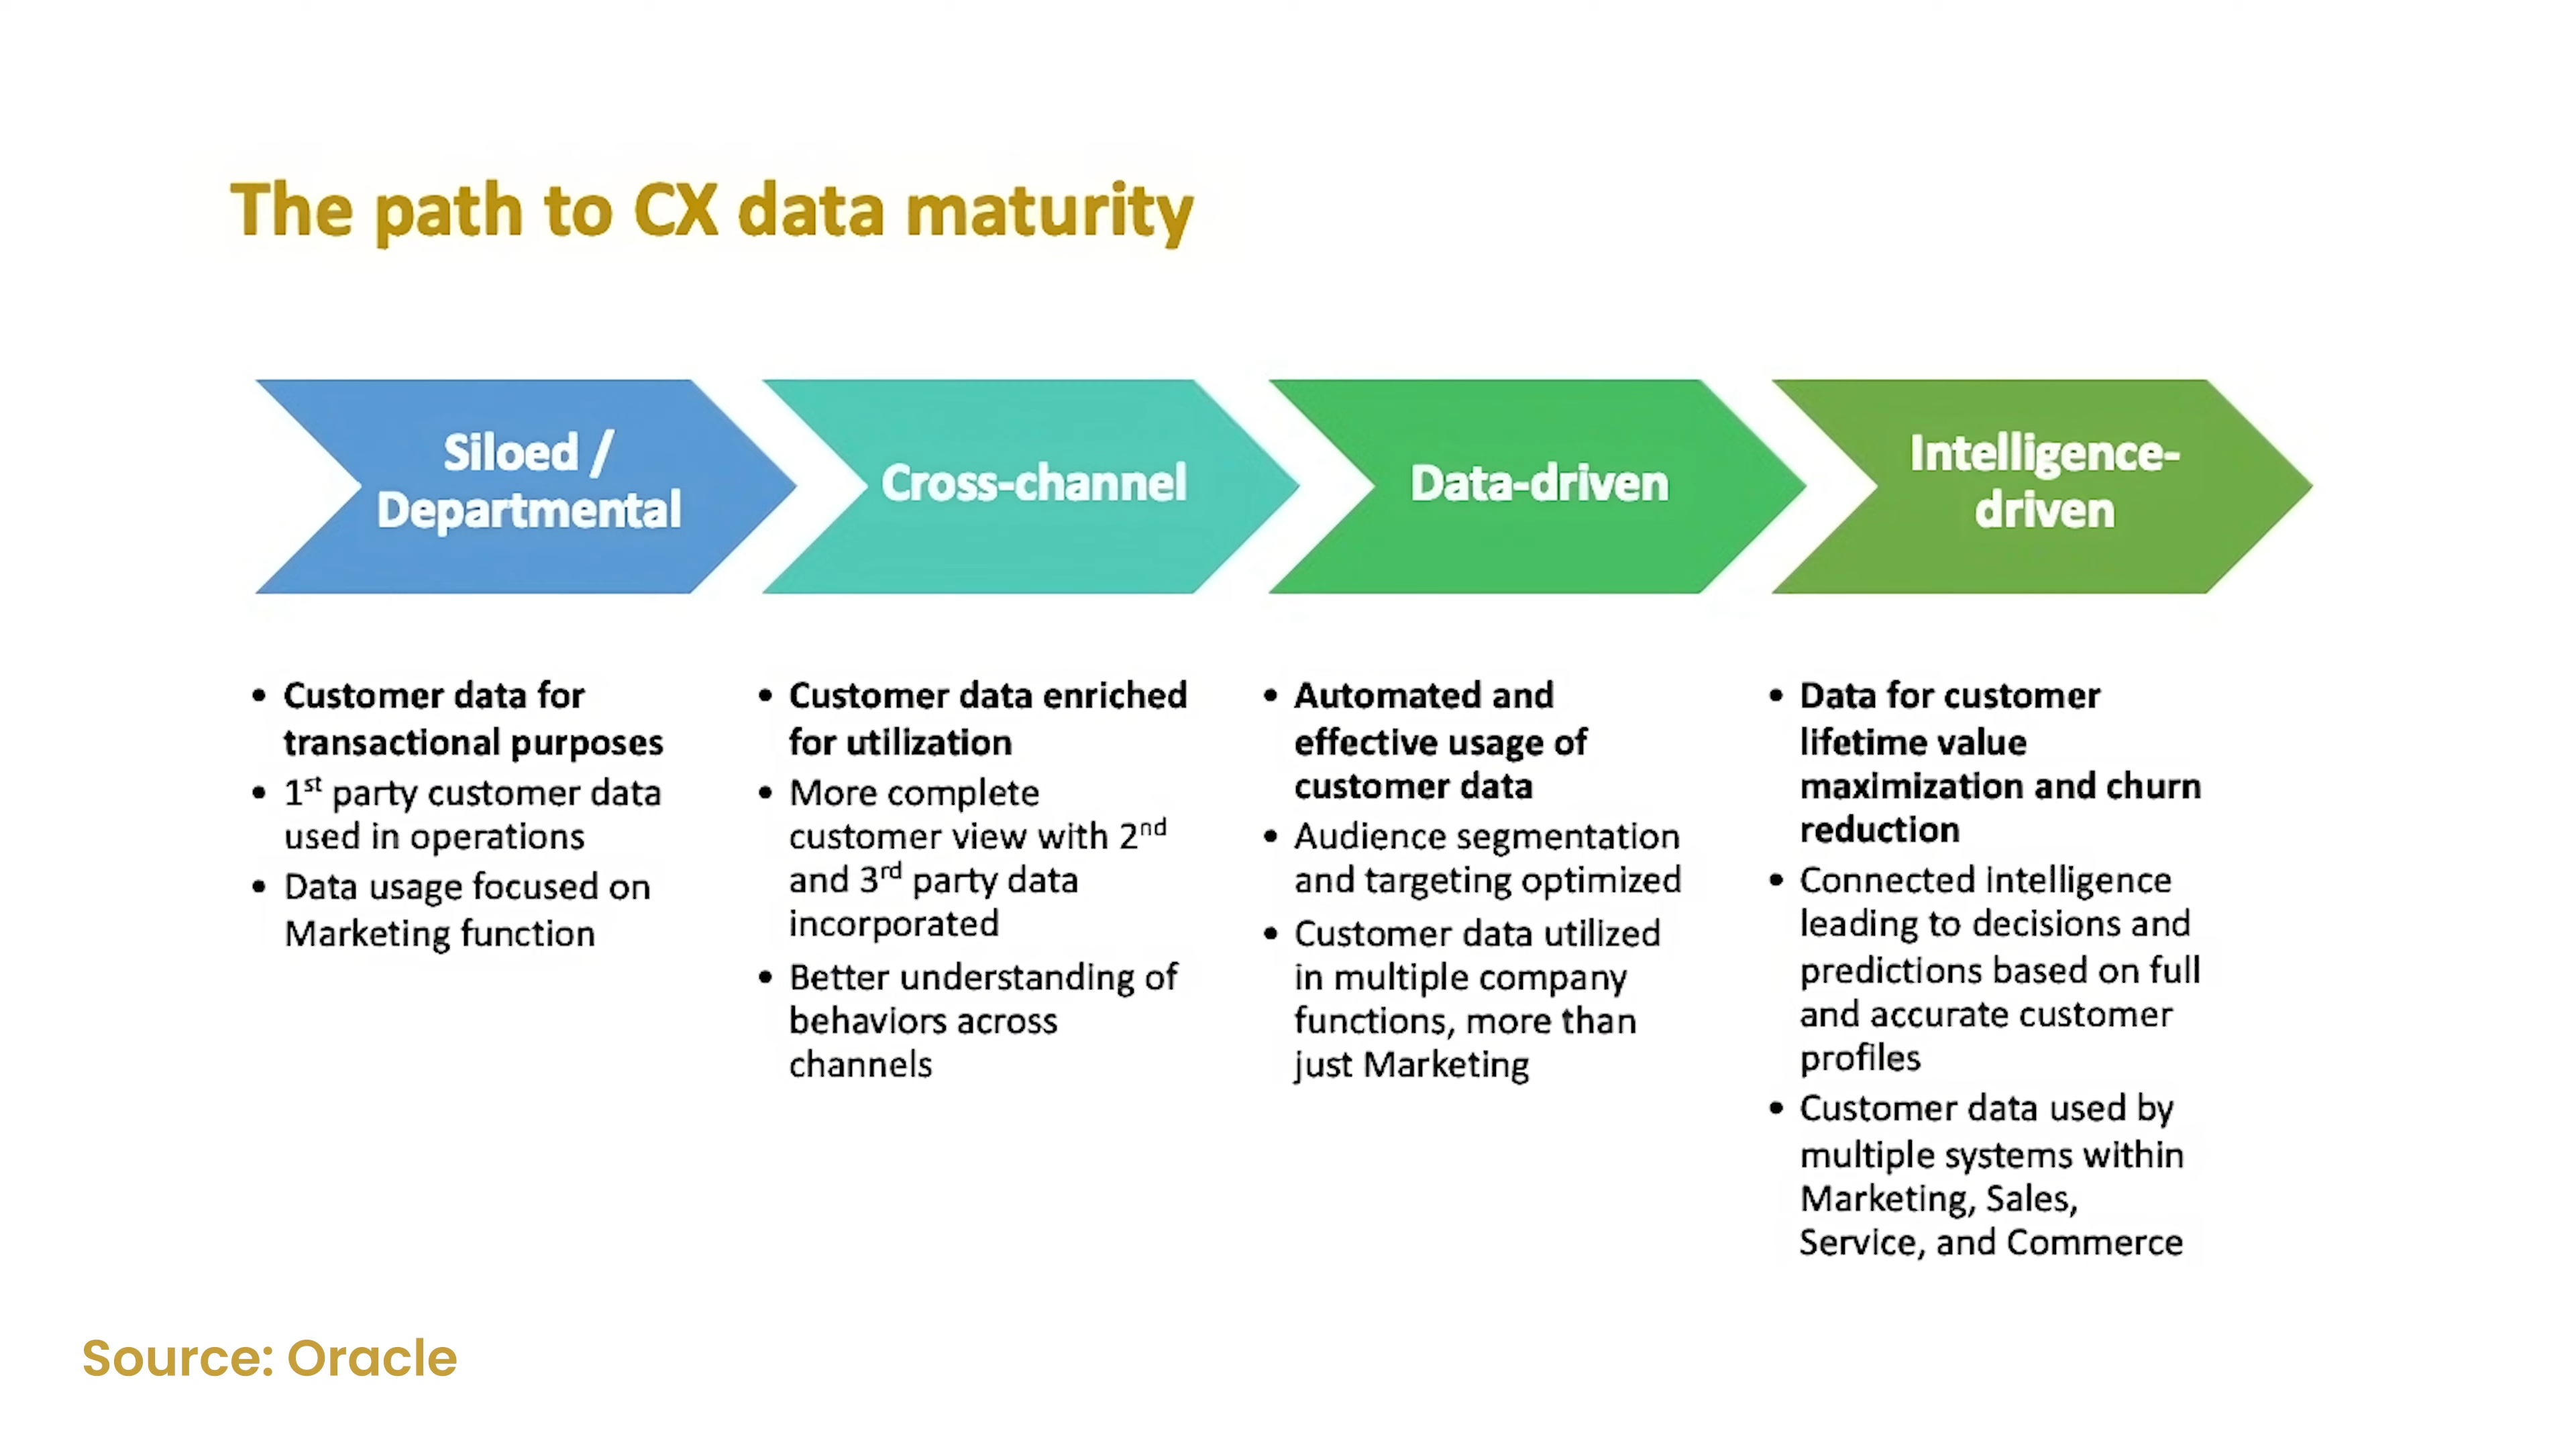 The path to CX data maturity
Siloed /
Departmental
Cross-channel
Data-driven
Intelligence-
driven
• Customer data for
transactional purposes
• 1st party customer data
used in operations
• Data usage focused on
Marketing function
• Customer data enriched
for utilization
• More complete
customer view with 2nd
and 3rd party data
incorporated
• Better understanding of
behaviors across
channels
• Automated and
effective usage of
customer data
• Audience segmentation
and targeting optimized
• Customer data utilized
in multiple company
functions, more than
just Marketing
• Data for customer
lifetime value
maximization and churn
reduction
• Connected intelligence
leading to decisions and
predictions based on full
and accurate customer
profiles
• Customer data used by
multiple systems within
Marketing, Sales,
Service, and Commerce
Source: Oracle